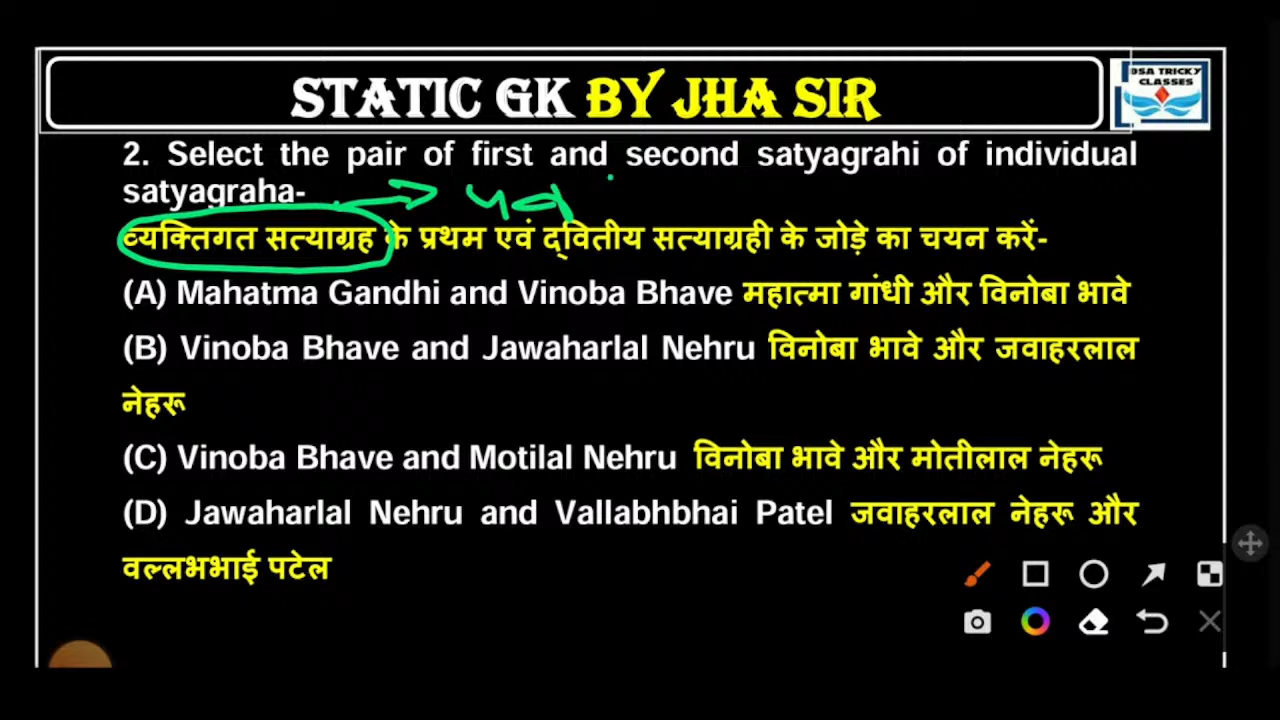 STATIC GK BY JHA SIR
DSA TRICKY
CLASSES
2. Select the pair of first and second satyagrahi of individual
satyagraha-
व्यक्तिगत सत्याग्रह के प्रथम एवं द्वितीय सत्याग्रही के जोड़े का चयन करें-
(A) Mahatma Gandhi and Vinoba Bhave महात्मा गांधी और विनोबा भावे
(B) Vinoba Bhave and Jawaharlal Nehru विनोबा भावे और जवाहरलाल
नेहरू
(C) Vinoba Bhave and Motilal Nehru विनोबा भावे और मोतीलाल नेहरू
(D) Jawaharlal Nehru and Vallabhbhai Patel जवाहरलाल नेहरू और
वल्लभभाई पटेल